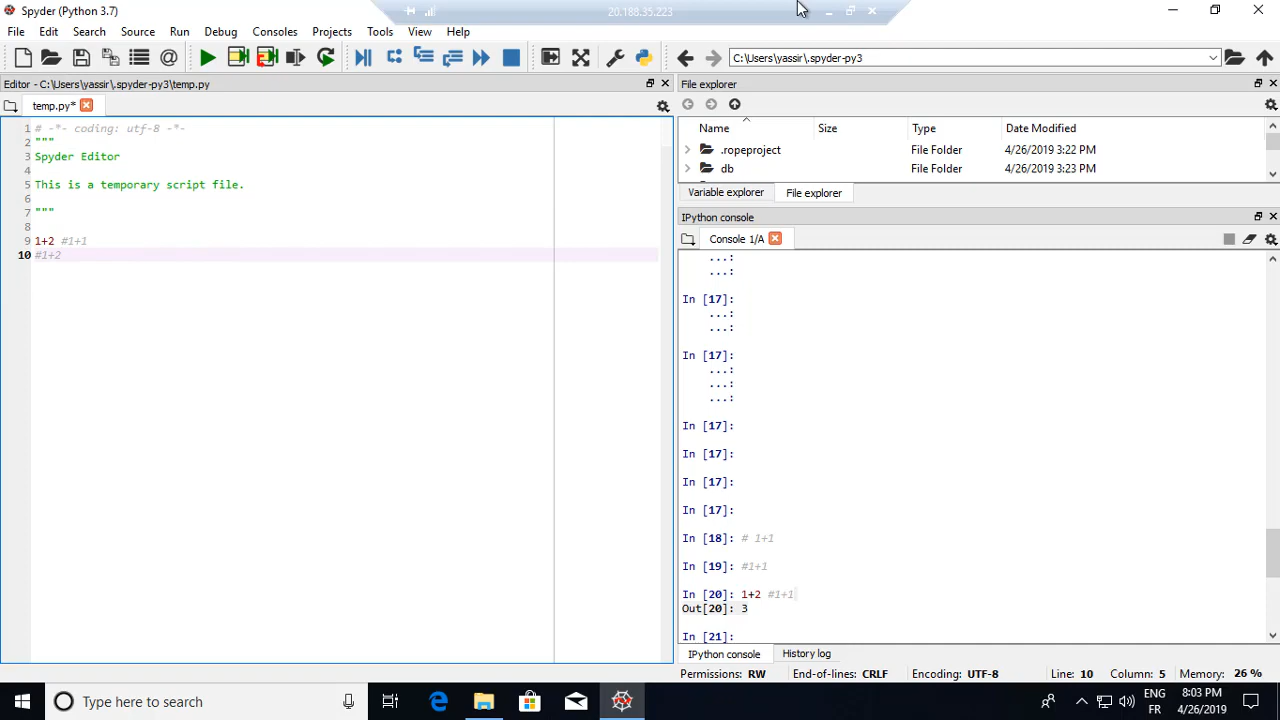 Spyder (Python 3.7)
20.188.35.223
File Edit Search Source Run Debug Consoles Projects Tools View Help
C:\Users\yassir\.spyder-py3
Editor - C:\Users\yassir\.spyder-py3\temp.py
temp.py*
1 # -*- coding: utf-8 -*-
2 """
3 Spyder Editor
4
5 This is a temporary script file.
6
7 """
8
9 1+2 #1+1
10 #1+2
File explorer
Name Size Type Date Modified
.ropeproject File Folder 4/26/2019 3:22 PM
db File Folder 4/26/2019 3:23 PM
Variable explorer File explorer
IPython console
Console 1/A
...:
...:
In [17]:
...:
...:
In [17]:
...:
...:
...:
In [17]:
In [17]:
In [17]:
In [17]:
In [18]: # 1+1
In [19]: #1+1
In [20]: 1+2 #1+1
Out[20]: 3
In [21]:
IPython console History log
Permissions: RW End-of-lines: CRLF Encoding: UTF-8 Line: 10 Column: 5 Memory: 26 %
Type here to search
ENG
FR
8:03 PM
4/26/2019